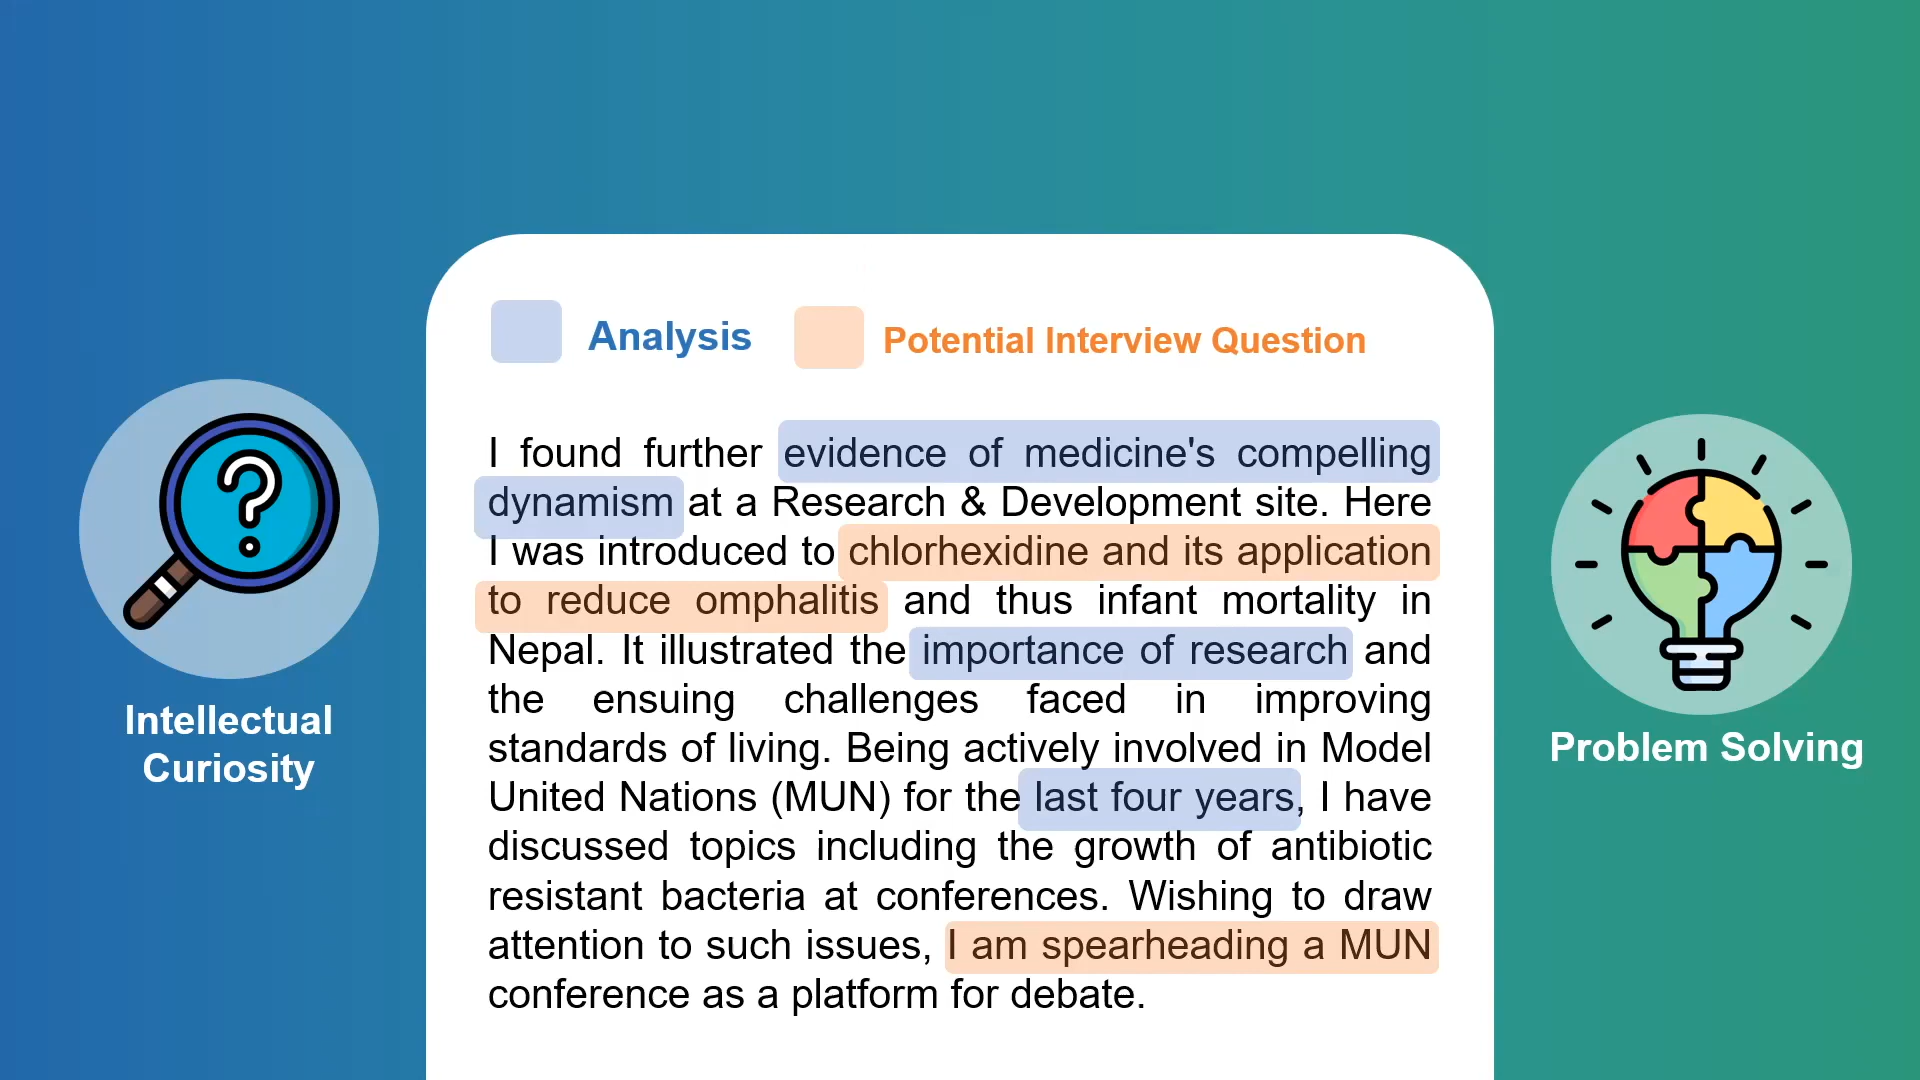 Analysis
Potential Interview Question
I found further evidence of medicine's compelling
dynamism at a Research & Development site. Here
I was introduced to chlorhexidine and its application
to reduce omphalitis and thus infant mortality in
Nepal. It illustrated the importance of research and
the ensuing challenges faced in improving
standards of living. Being actively involved in Model
United Nations (MUN) for the last four years, I have
discussed topics including the growth of antibiotic
resistant bacteria at conferences. Wishing to draw
attention to such issues, I am spearheading a MUN
conference as a platform for debate.
Intellectual
Curiosity
Problem Solving